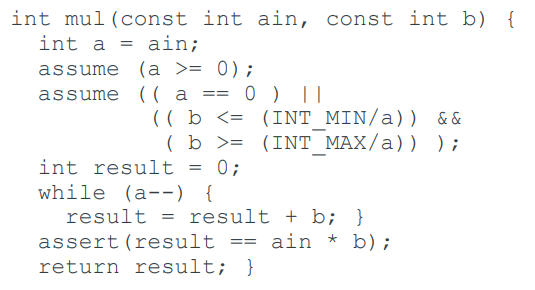 int mul(const int ain, const int b) {
  int a = ain;
  assume (a >= 0);
  assume (( a == 0 ) ||
          (( b <= (INT_MIN/a)) &&
           ( b >= (INT_MAX/a)) );
  int result = 0;
  while (a--) {
    result = result + b; }
  assert(result == ain * b);
  return result; }